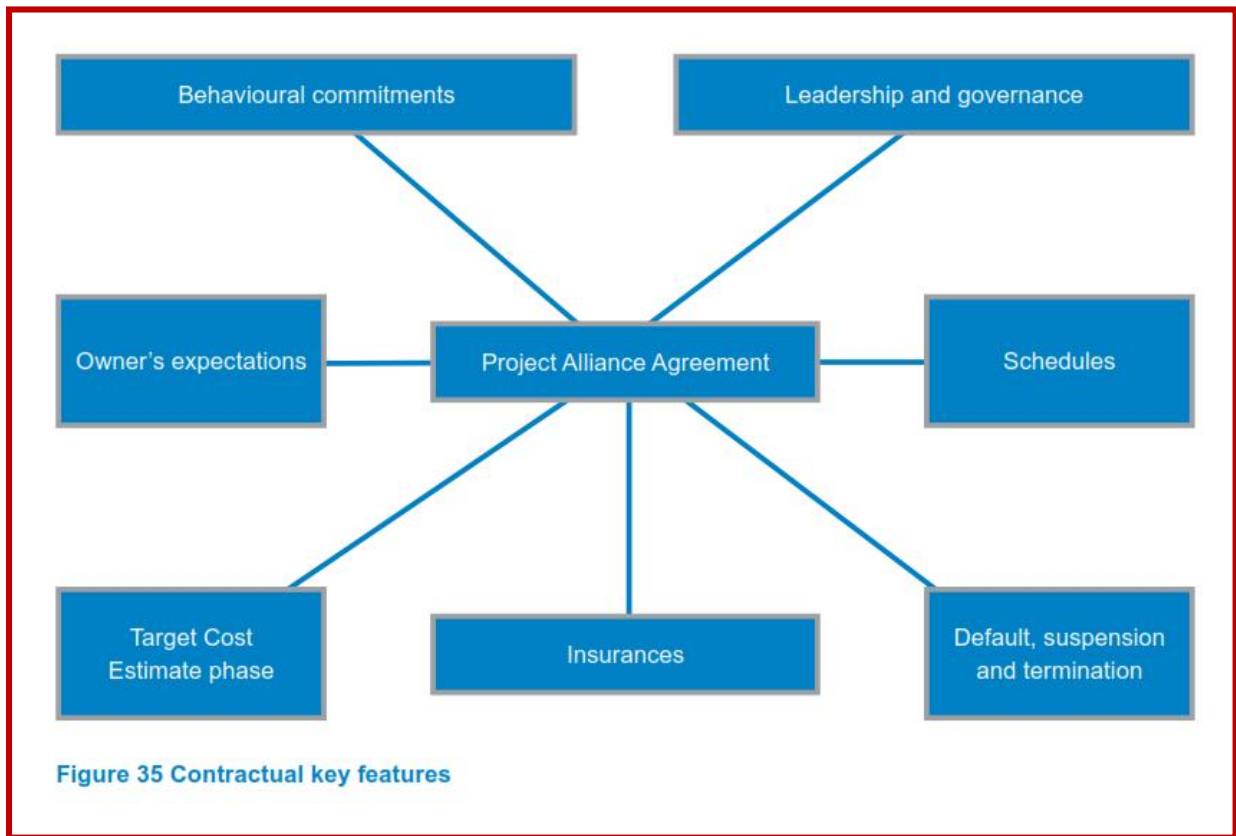 Behavioural commitments
Leadership and governance
Owner’s expectations
Project Alliance Agreement
Schedules
Target Cost
Estimate phase
Insurances
Default, suspension
and termination
Figure 35 Contractual key features